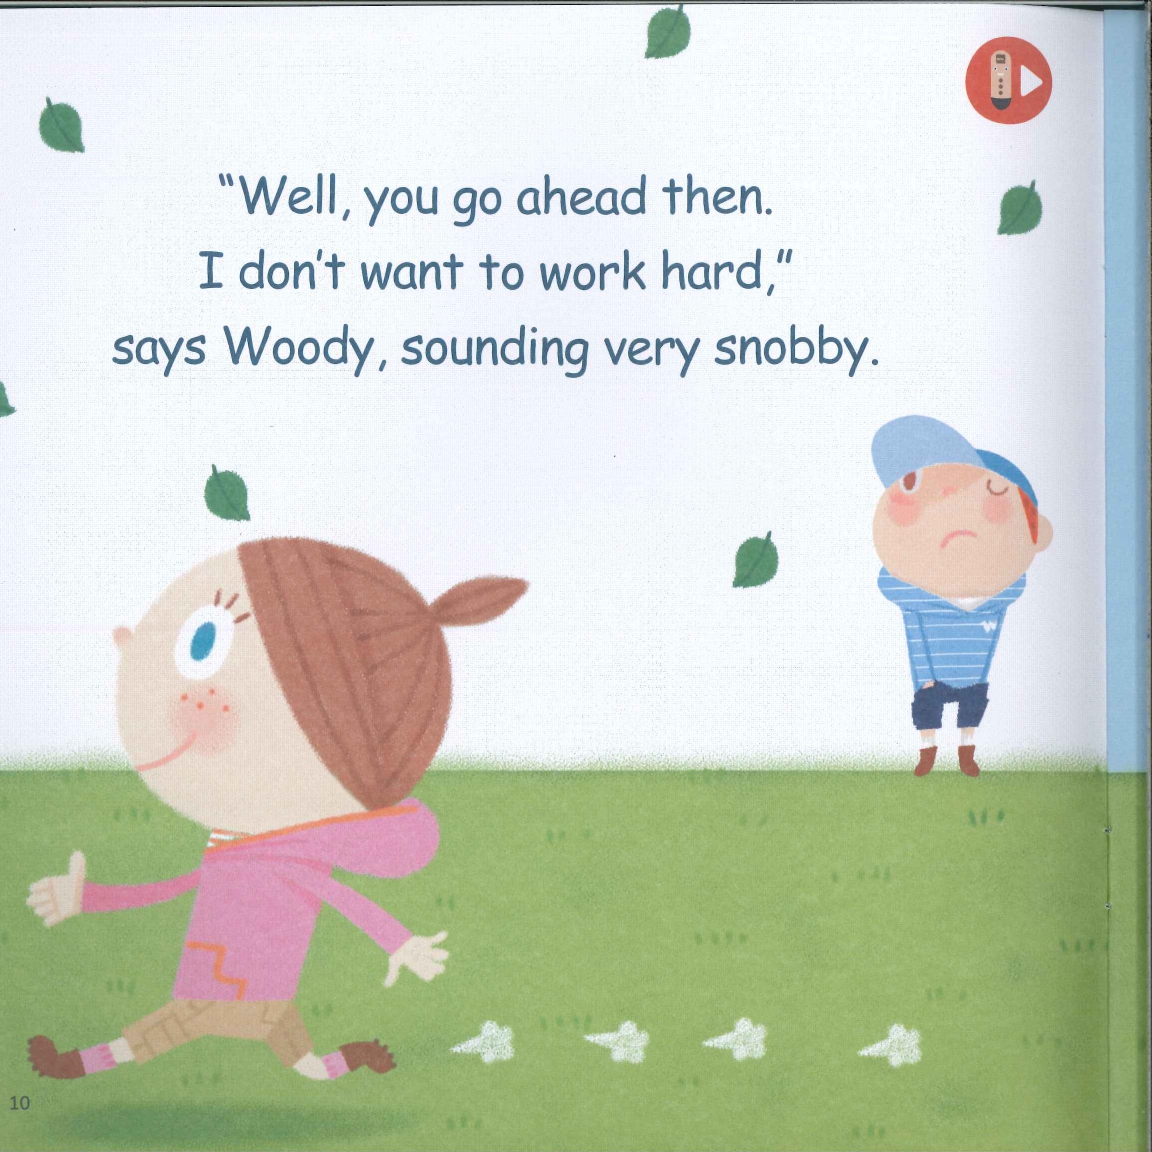 “Well, you go ahead then.
I don’t want to work hard,”
says Woody, sounding very snobby.
10